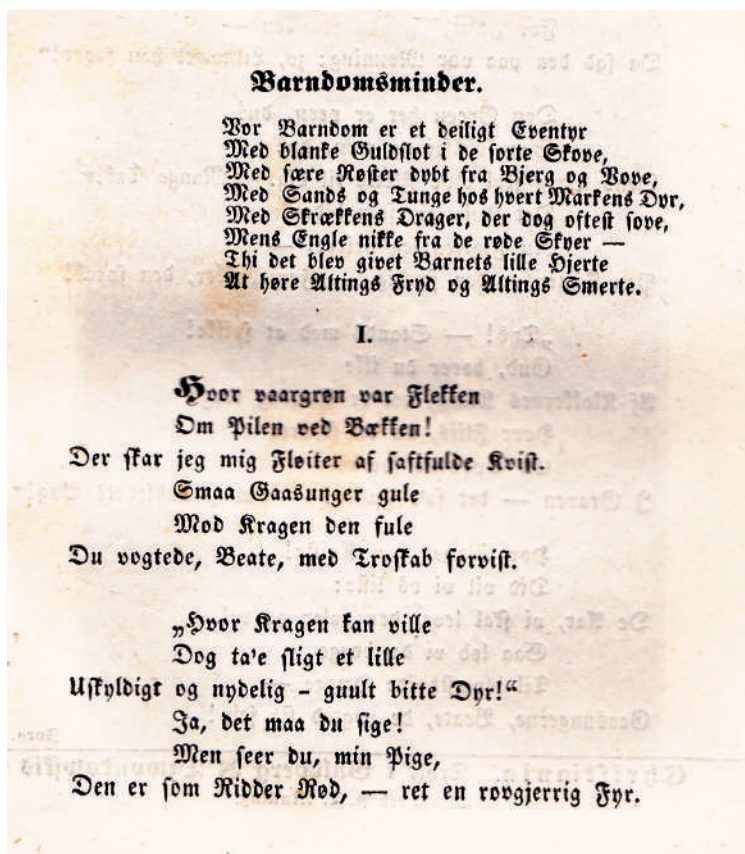 Barndomsminder.
Vor Barndom er et deiligt Eventyr
Med blanke Guldslot i de sorte Skove,
Med sære Røster dybt fra Bjerg og Vove,
Med Sands og Tunge hos hvert Markens Dyr,
Med Skrækkens Drager, der dog oftest sove,
Mens Engle nikke fra de røde Skyer —
Thi det blev givet Barnets lille Hjerte
At høre Altings Fryd og Altings Smerte.
I.
Hvor vaargrøn var Flekken
Om Pilen ved Bækken!
Der skar jeg mig Fløiter af saftfulde Kvist.
Smaa Gaasunger gule
Mod Kragen den fule
Du vogtede, Beate, med Troskab forvist.
„Hvor Kragen kan ville
Dog ta'e sligt et lille
Uskyldigt og nydelig - guult bitte Dyr!“
Ja, det maa du sige!
Men seer du, min Pige,
Den er som Ridder Rød, — ret en rovgjerrig Fyr.